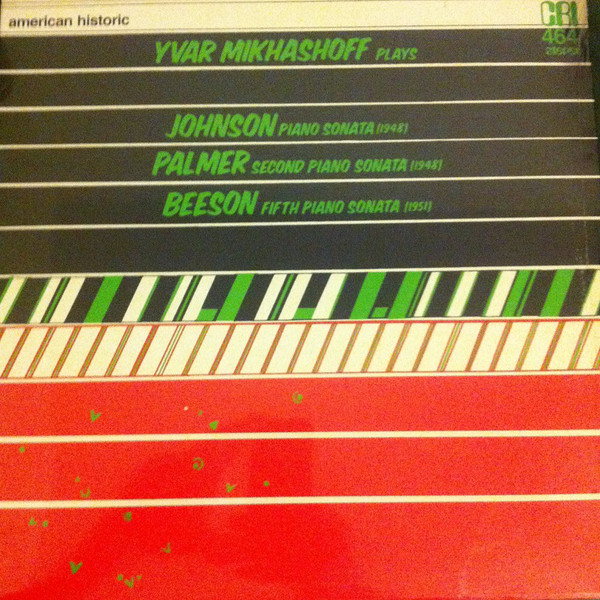 american historic
CRI
464
STEREO
YVAR MIKHASHOFF PLAYS
JOHNSON PIANO SONATA (1948)
PALMER SECOND PIANO SONATA (1948)
BEESON FIFTH PIANO SONATA (1951)